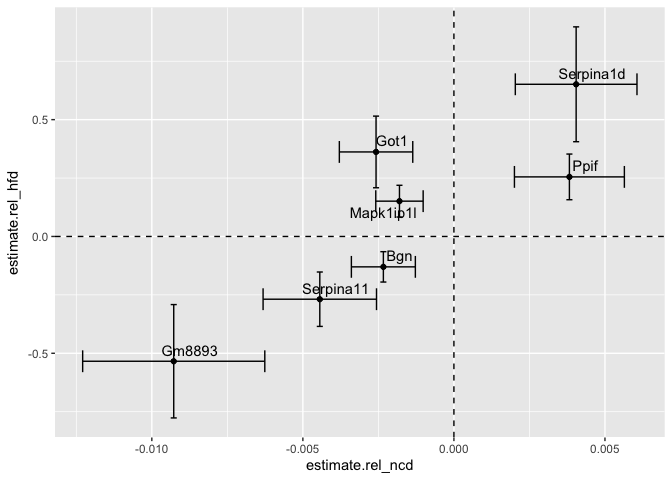 Serpina1d
0.5
Got1
Ppif
Mapk1ip1l
estimate.rel_hfd
0.0
Bgn
Serpina11
-0.5
Gm8893
-0.010
-0.005
0.000
0.005
estimate.rel_ncd